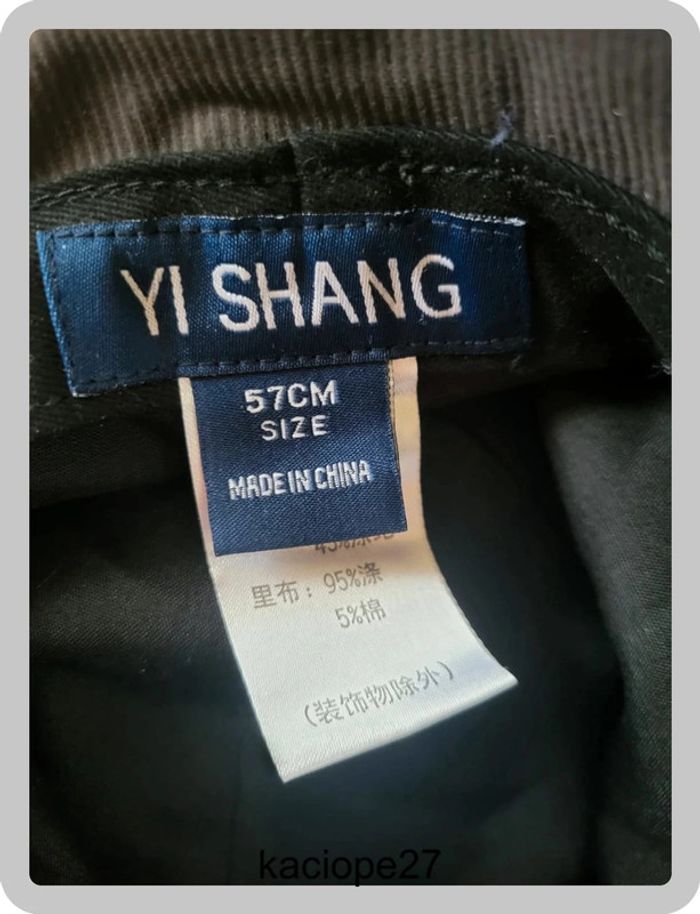 YI SHANG
57CM
SIZE
MADE IN CHINA
里布：95%涤
5%棉
（装饰物除外）
kaciope27